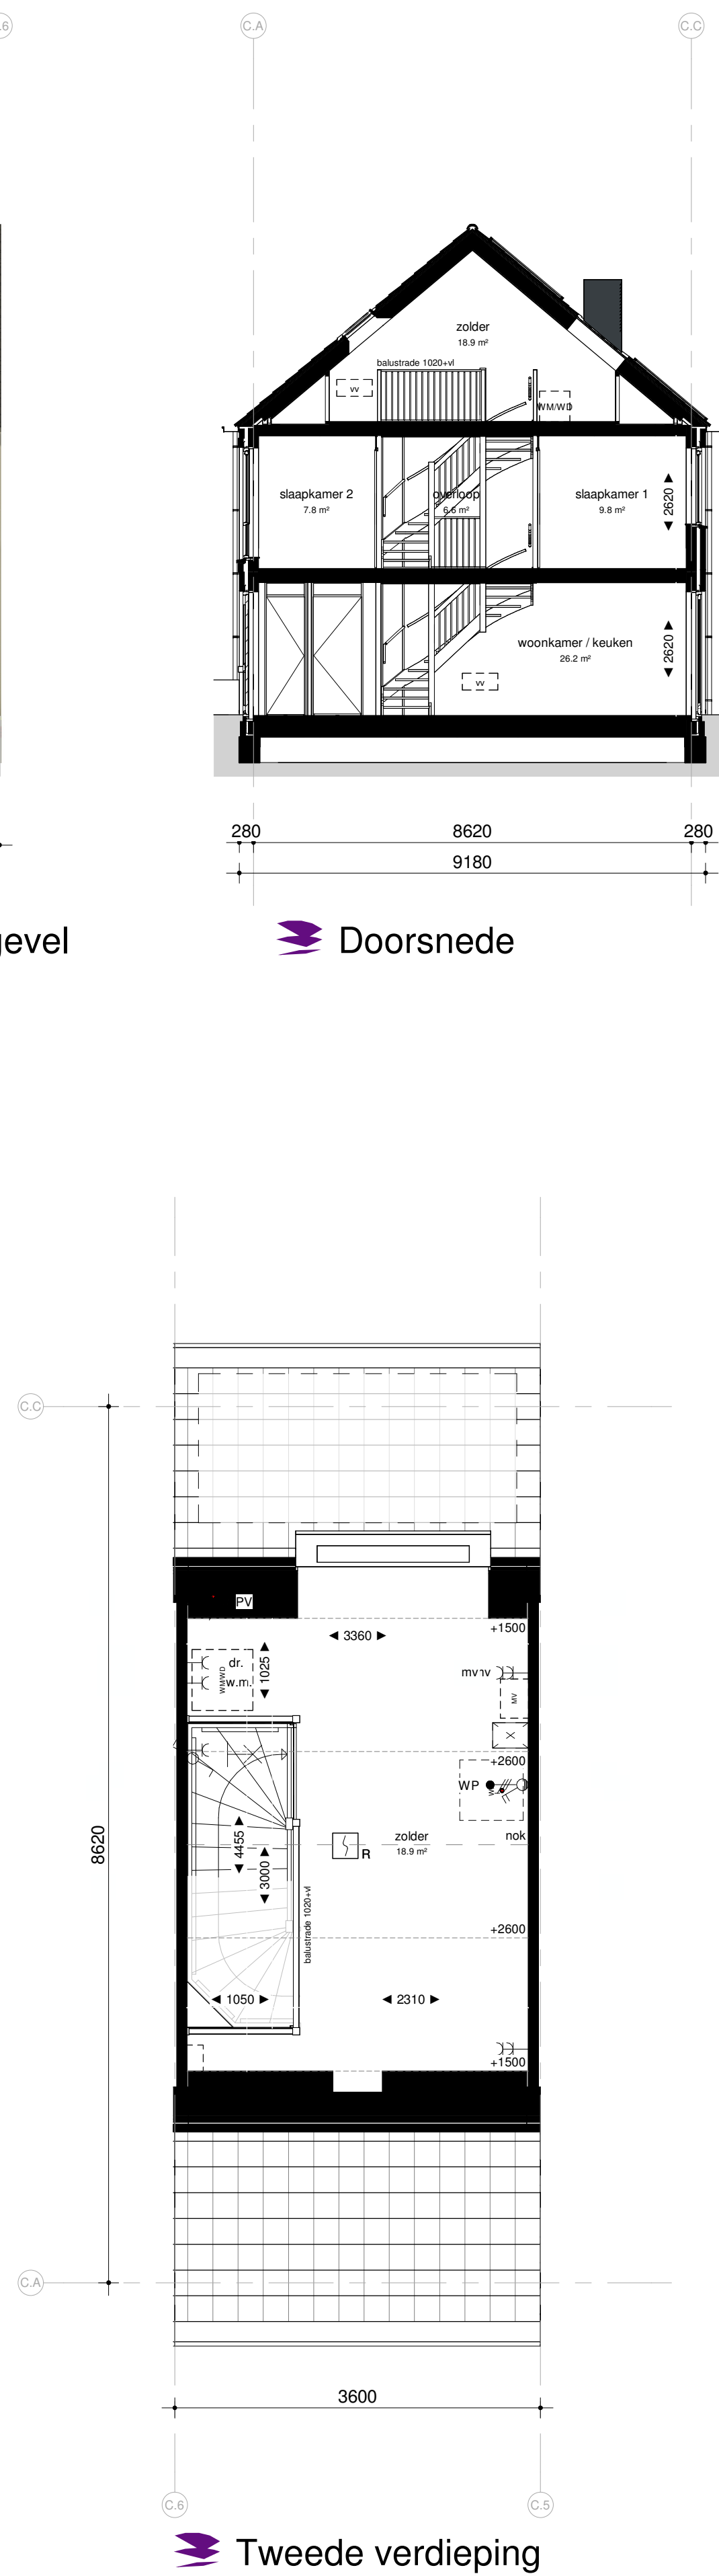 .6
C.A
C.C
zolder
18.9 m²
balustrade 1020+vl
vv
WM/WD
slaapkamer 2
7.8 m²
overloop
6.6 m²
slaapkamer 1
9.8 m²
2620
woonkamer / keuken
26.2 m²
2620
vv
280
8620
280
9180
gevel
Doorsnede
C.C
PV
+1500
3360
dr.
WM/WD
w.m.
1025
mv
hv
MV
+2600
WP
zolder
18.9 m²
nok
R
4455
3000
8620
balustrade 1020+vl
+2600
1050
2310
+1500
C.A
3600
C.6
C.5
Tweede verdieping